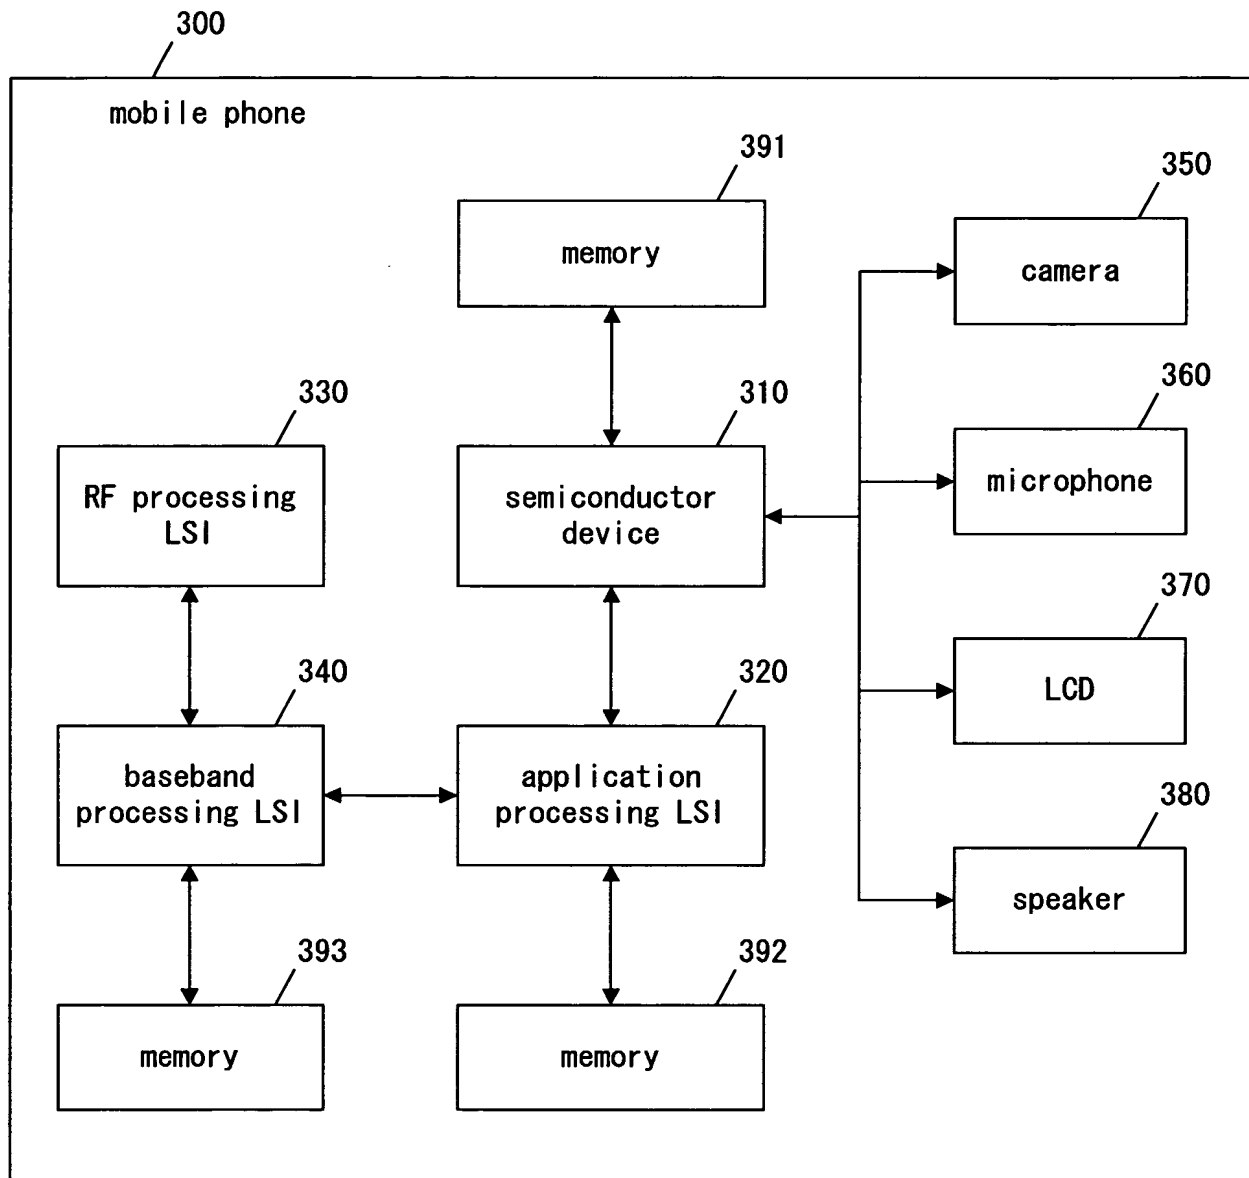 300
mobile phone
391
memory
350
camera
330
RF processing
LSI
310
semiconductor
device
360
microphone
370
LCD
340
baseband
processing LSI
320
application
processing LSI
380
speaker
393
memory
392
memory